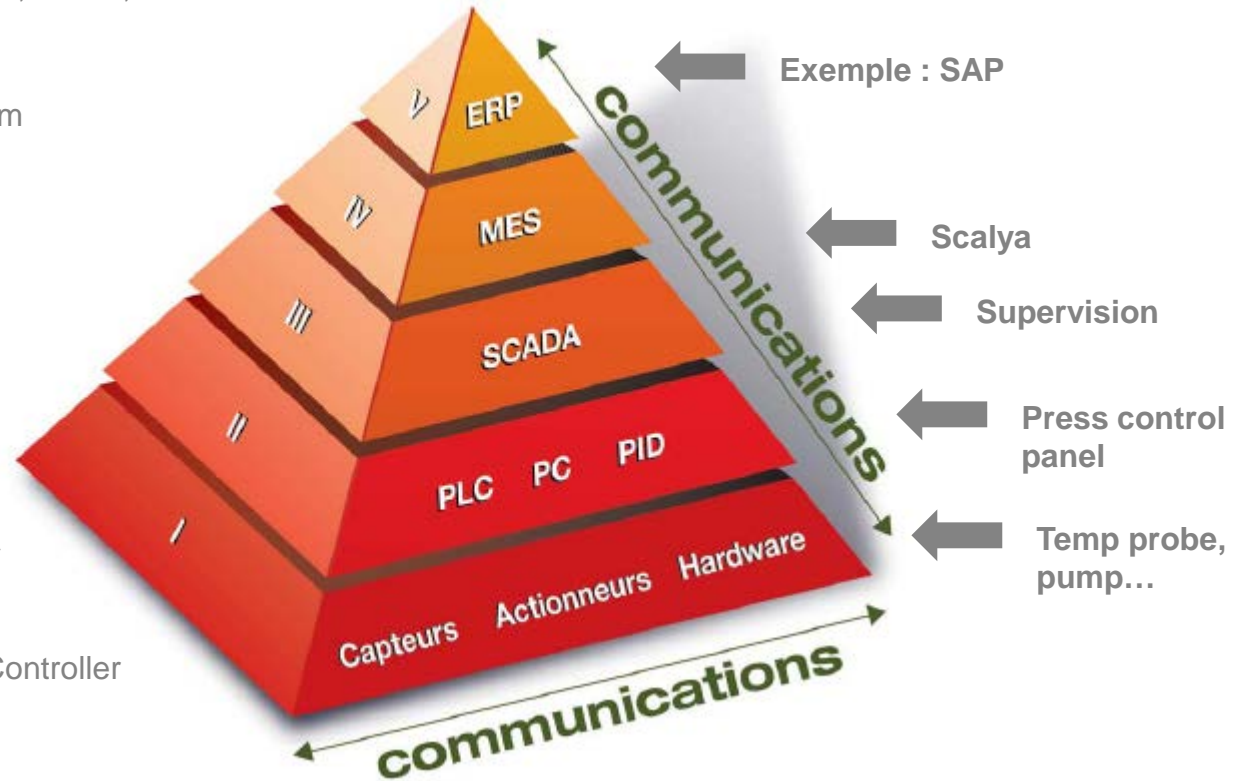 Exemple : SAP
V
ERP
communications
IV
MES
Scalya
III
SCADA
Supervision
II
PLC PC PID
Press control
panel
I
Capteurs Actionneurs Hardware
Temp probe,
pump…
Controller
communications